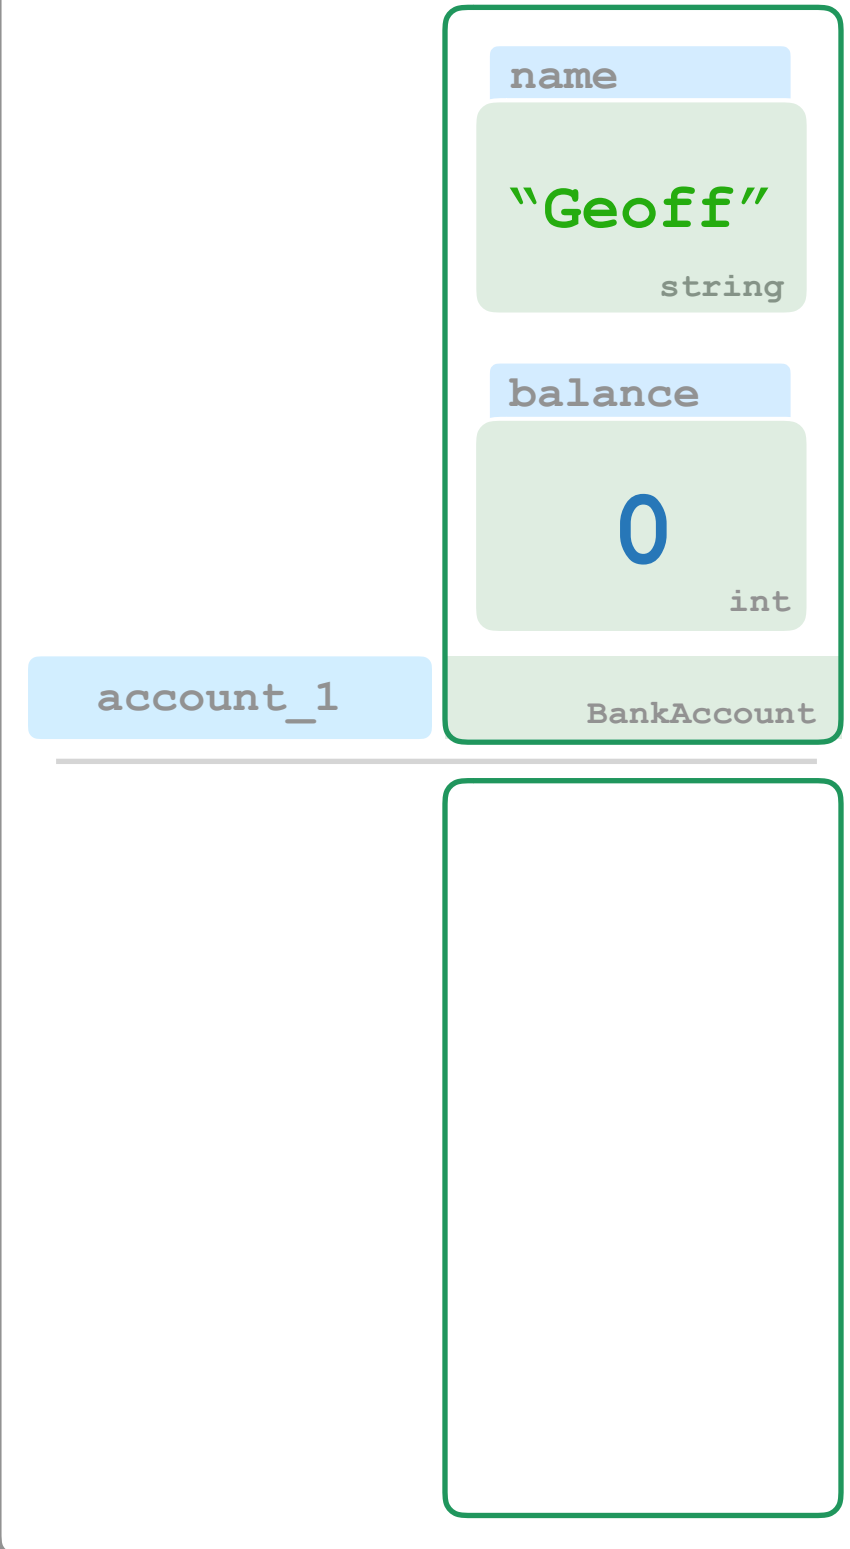 name
“Geoff”
string
balance
0
int
account_1
BankAccount